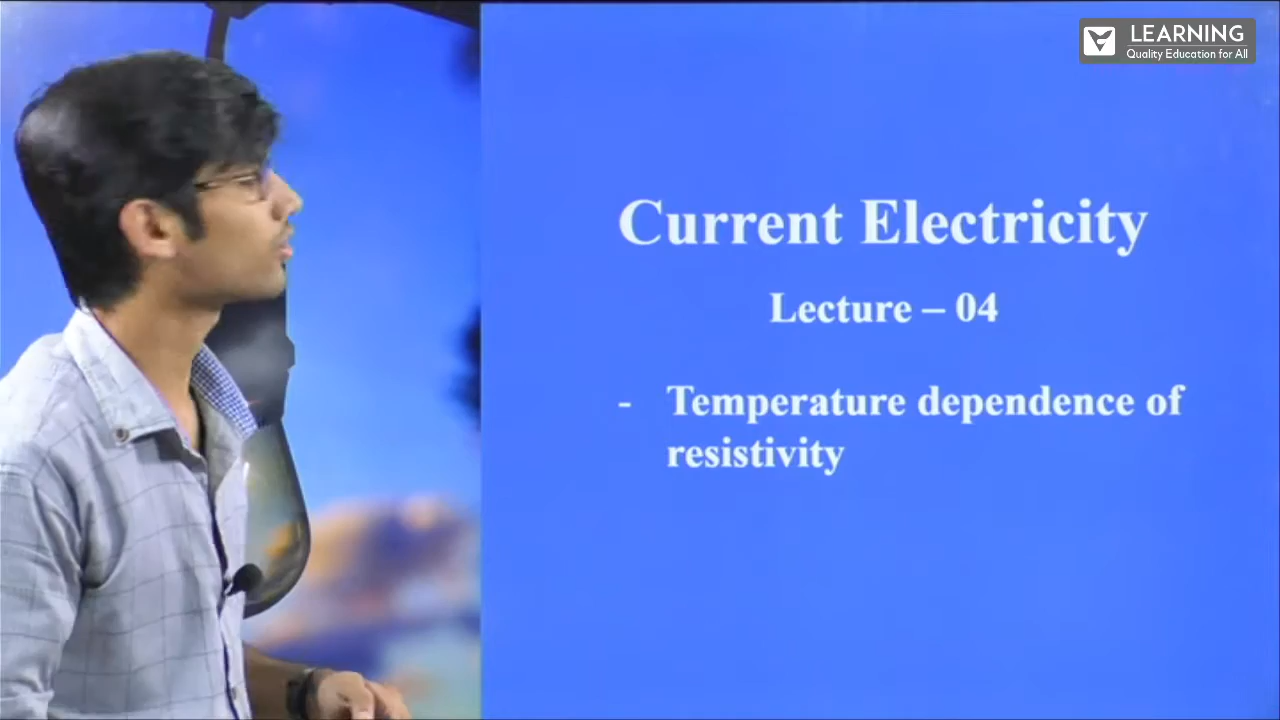 LEARNING
Quality Education for All
Current Electricity
Lecture – 04
- Temperature dependence of
resistivity